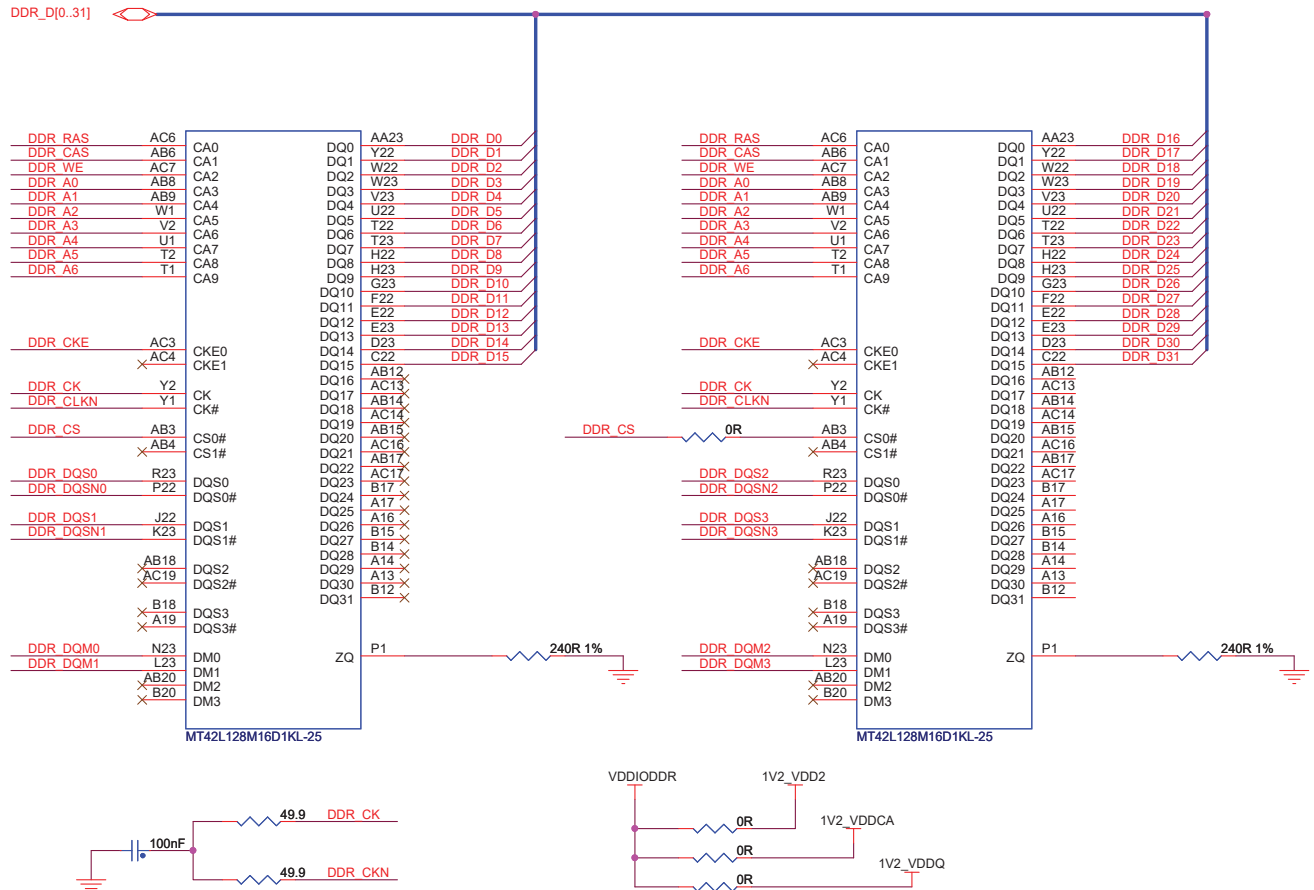 DDR_D[0..31]
DDR_RAS AC6 CA0 DQ0 AA23 DDR_D0
DDR_CAS AB6 CA1 DQ1 Y22 DDR_D1
DDR_WE AC7 CA2 DQ2 W22 DDR_D2
DDR_A0 AB8 CA3 DQ3 W23 DDR_D3
DDR_A1 AB9 CA4 DQ4 V23 DDR_D4
DDR_A2 W1 CA5 DQ5 U22 DDR_D5
DDR_A3 V2 CA6 DQ6 T22 DDR_D6
DDR_A4 U1 CA7 DQ7 T23 DDR_D7
DDR_A5 T2 CA8 DQ8 H22 DDR_D8
DDR_A6 T1 CA9 DQ9 H23 DDR_D9
DQ10 G23 DDR_D10
DQ11 F22 DDR_D11
DQ12 E22 DDR_D12
DQ13 E23 DDR_D13
DDR_CKE AC3 CKE0 DQ14 D23 DDR_D14
AC4 CKE1 DQ15 C22 DDR_D15
DQ16 AB12
DDR_CK Y2 CK DQ17 AC13
DDR_CLKN Y1 CK# DQ18 AB14
DQ19 AC14
DDR_CS AB3 CS0# DQ20 AB15
AB4 CS1# DQ21 AC16
DQ22 AB17
DDR_DQS0 R23 DQS0 DQ23 AC17
DDR_DQSN0 P22 DQS0# DQ24 B17
DQ25 A17
DDR_DQS1 J22 DQS1 DQ26 A16
DDR_DQSN1 K23 DQS1# DQ27 B15
DQ28 B14
AB18 DQS2 DQ29 A14
AC19 DQS2# DQ30 A13
DQ31 B12
B18 DQS3
A19 DQS3#
DDR_DQM0 N23 DM0 ZQ P1 240R 1%
DDR_DQM1 L23 DM1
AB20 DM2
B20 DM3
MT42L128M16D1KL-25
DDR_RAS AC6 CA0 DQ0 AA23 DDR_D16
DDR_CAS AB6 CA1 DQ1 Y22 DDR_D17
DDR_WE AC7 CA2 DQ2 W22 DDR_D18
DDR_A0 AB8 CA3 DQ3 W23 DDR_D19
DDR_A1 AB9 CA4 DQ4 V23 DDR_D20
DDR_A2 W1 CA5 DQ5 U22 DDR_D21
DDR_A3 V2 CA6 DQ6 T22 DDR_D22
DDR_A4 U1 CA7 DQ7 T23 DDR_D23
DDR_A5 T2 CA8 DQ8 H22 DDR_D24
DDR_A6 T1 CA9 DQ9 H23 DDR_D25
DQ10 G23 DDR_D26
DQ11 F22 DDR_D27
DQ12 E22 DDR_D28
DQ13 E23 DDR_D29
DDR_CKE AC3 CKE0 DQ14 D23 DDR_D30
AC4 CKE1 DQ15 C22 DDR_D31
DQ16 AB12
DDR_CK Y2 CK DQ17 AC13
DDR_CLKN Y1 CK# DQ18 AB14
DQ19 AC14
DDR_CS 0R AB3 CS0# DQ20 AB15
AB4 CS1# DQ21 AC16
DQ22 AB17
DDR_DQS2 R23 DQS0 DQ23 AC17
DDR_DQSN2 P22 DQS0# DQ24 B17
DQ25 A17
DDR_DQS3 J22 DQS1 DQ26 A16
DDR_DQSN3 K23 DQS1# DQ27 B15
DQ28 B14
AB18 DQS2 DQ29 A14
AC19 DQS2# DQ30 A13
DQ31 B12
B18 DQS3
A19 DQS3#
DDR_DQM2 N23 DM0 ZQ P1 240R 1%
DDR_DQM3 L23 DM1
AB20 DM2
B20 DM3
MT42L128M16D1KL-25
49.9 DDR_CK
100nF
49.9 DDR_CKN
VDDIODDR 1V2_VDD2
0R 1V2_VDDCA
0R 1V2_VDDQ
0R